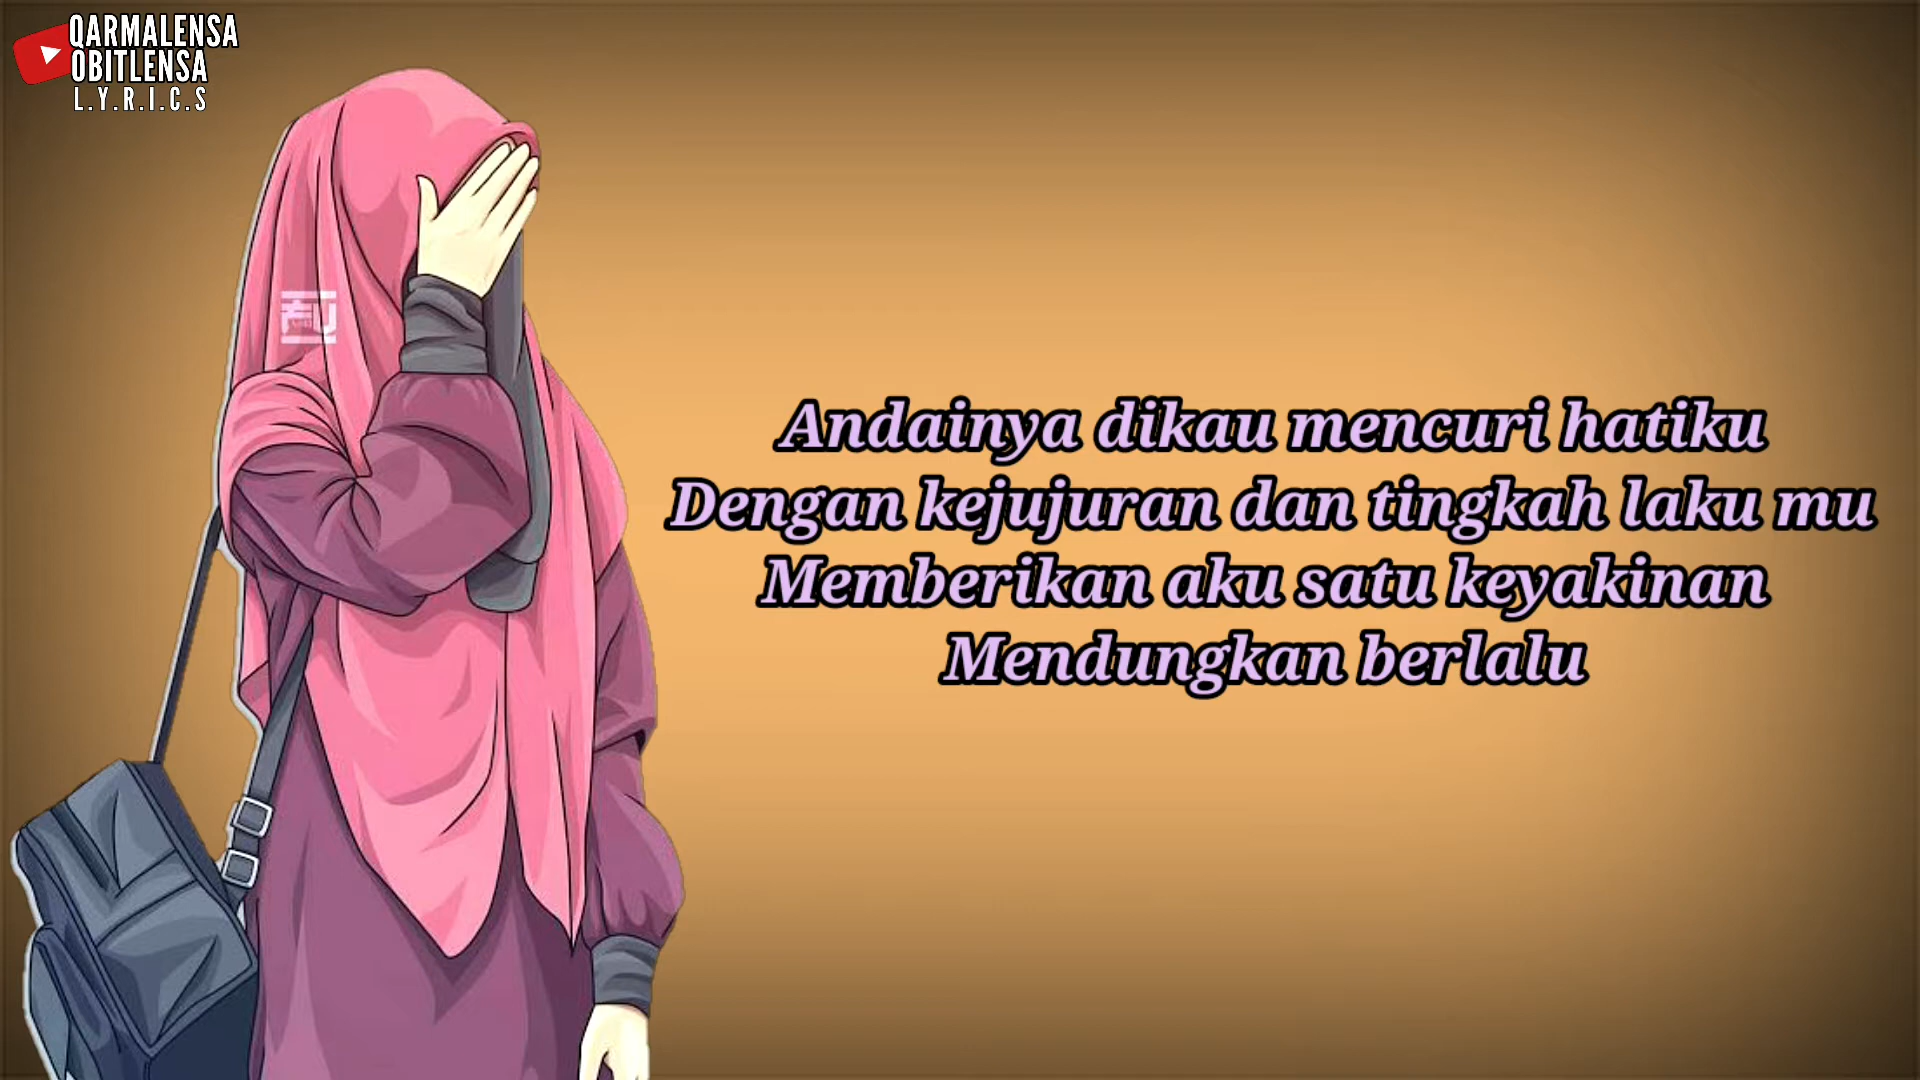 QARMALENSA
OBITLENSA
L.Y.R.I.C.S
Andainya dikau mencuri hatiku
Dengan kejujuran dan tingkah laku mu
Memberikan aku satu keyakinan
Mendungkan berlalu